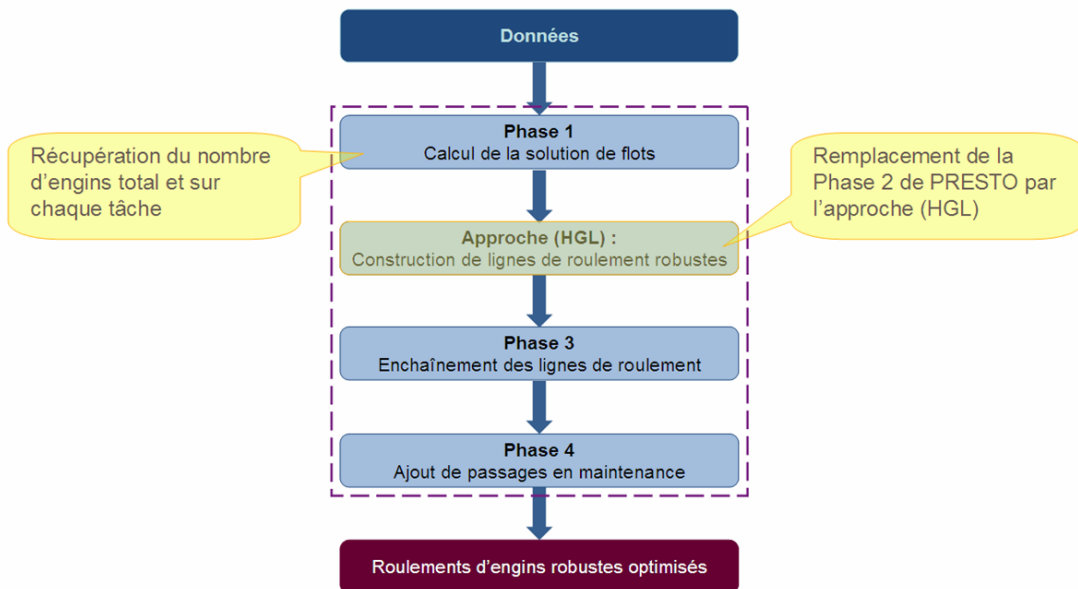 Données
Phase 1
Calcul de la solution de flots
Récupération du nombre
d'engins total et sur
chaque tâche
Remplacement de la
Phase 2 de PRESTO par
l'approche (HGL)
Approche (HGL) :
Construction de lignes de roulement robustes
Phase 3
Enchaînement des lignes de roulement
Phase 4
Ajout de passages en maintenance
Roulements d'engins robustes optimisés